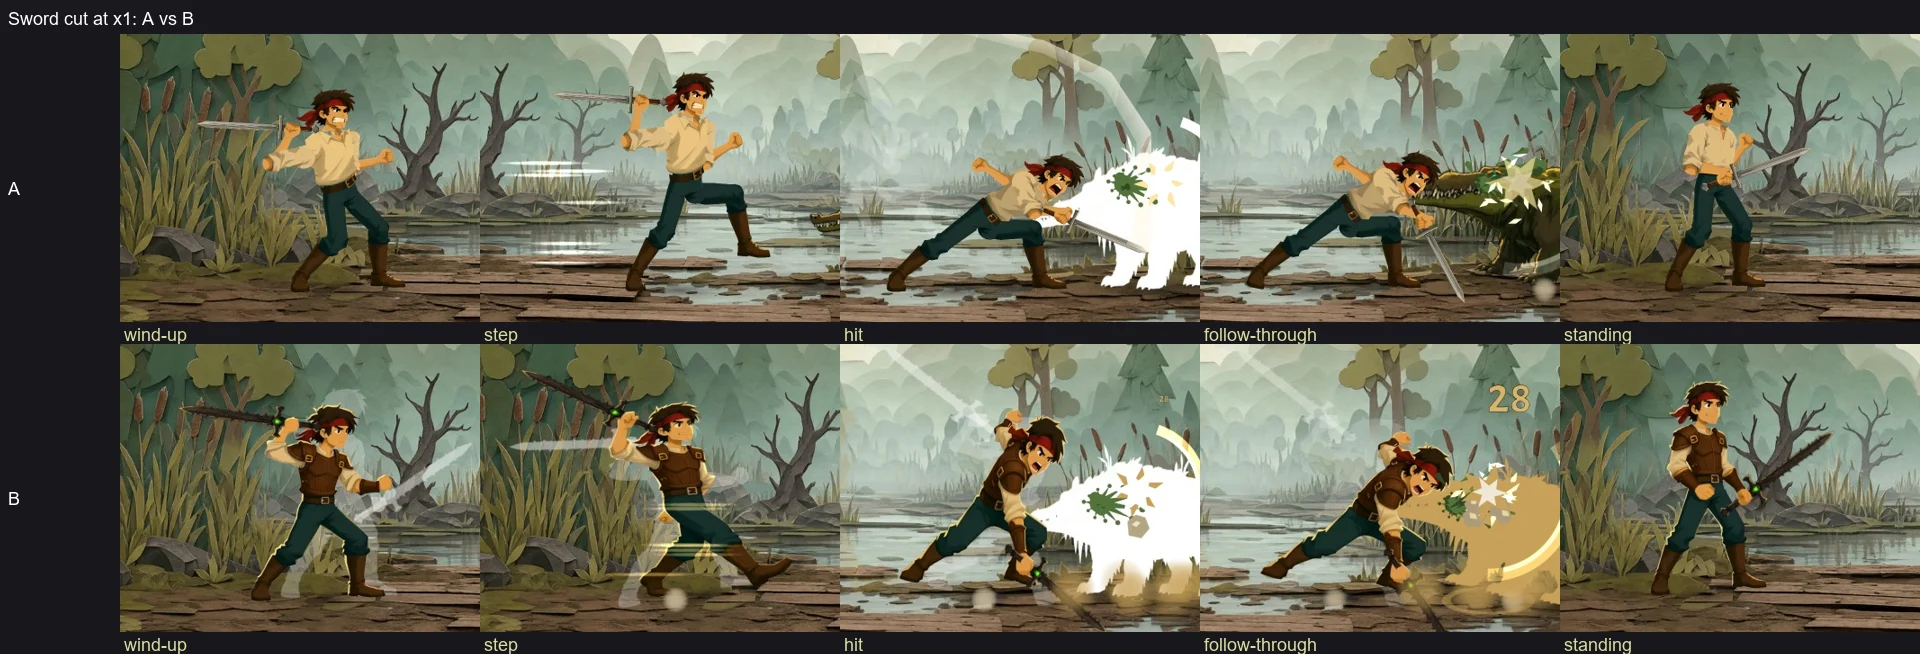 Sword cut at x1: A vs B
A
wind-up
step
hit
follow-through
standing
28
28
B
wind-up
step
hit
follow-through
standing